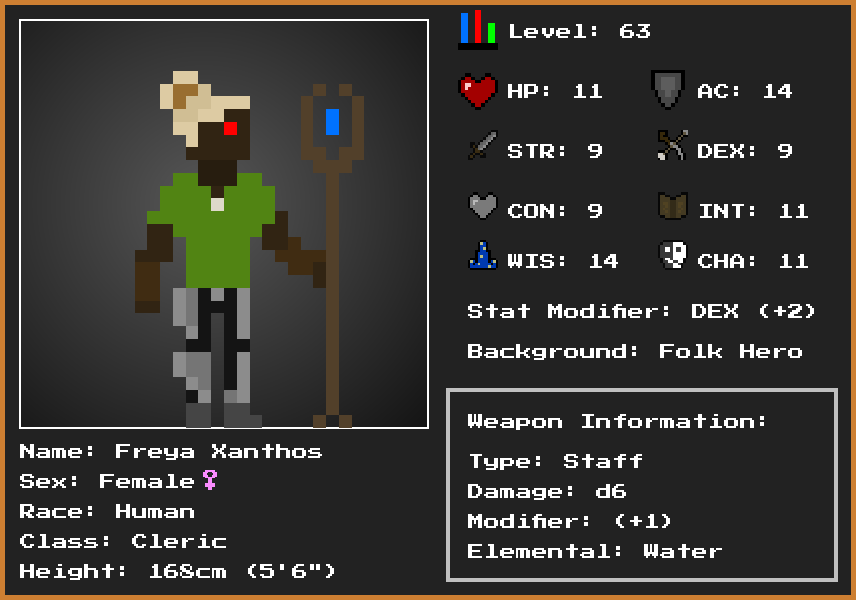 Level: 63
HP: 11
AC: 14
STR: 9
DEX: 9
CON: 9
INT: 11
WIS: 14
CHA: 11
Stat Modifier: DEX (+2)
Background: Folk Hero
Weapon Information:
Type: Staff
Damage: d6
Modifier: (+1)
Elemental: Water
Name: Freya Xanthos
Sex: Female♀
Race: Human
Class: Cleric
Height: 168cm (5'6")